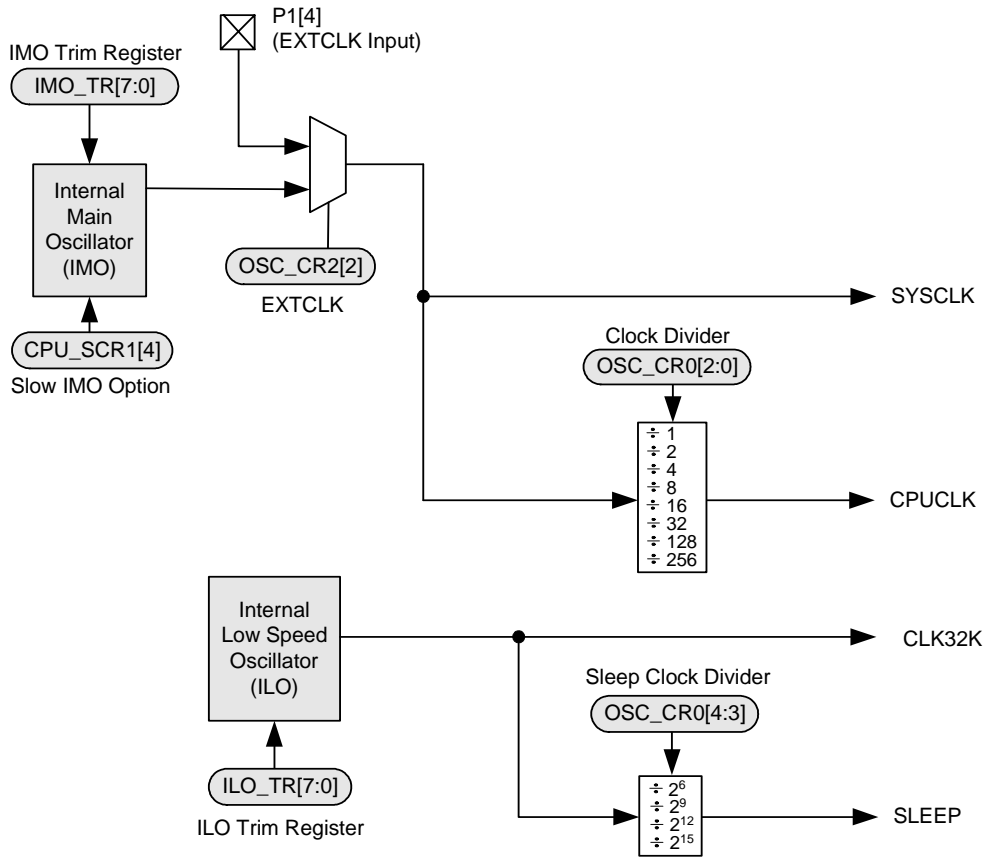 P1[4]
(EXTCLK Input)
IMO Trim Register
IMO_TR[7:0]
Internal
Main
Oscillator
(IMO)
OSC_CR2[2]
EXTCLK
CPU_SCR1[4]
Slow IMO Option
SYSCLK
Clock Divider
OSC_CR0[2:0]
÷ 1
÷ 2
÷ 4
÷ 8
÷ 16
÷ 32
÷ 128
÷ 256
CPUCLK
Internal
Low Speed
Oscillator
(ILO)
CLK32K
Sleep Clock Divider
OSC_CR0[4:3]
ILO_TR[7:0]
ILO Trim Register
÷ 2⁶
÷ 2⁹
÷ 2¹²
÷ 2¹⁵
SLEEP